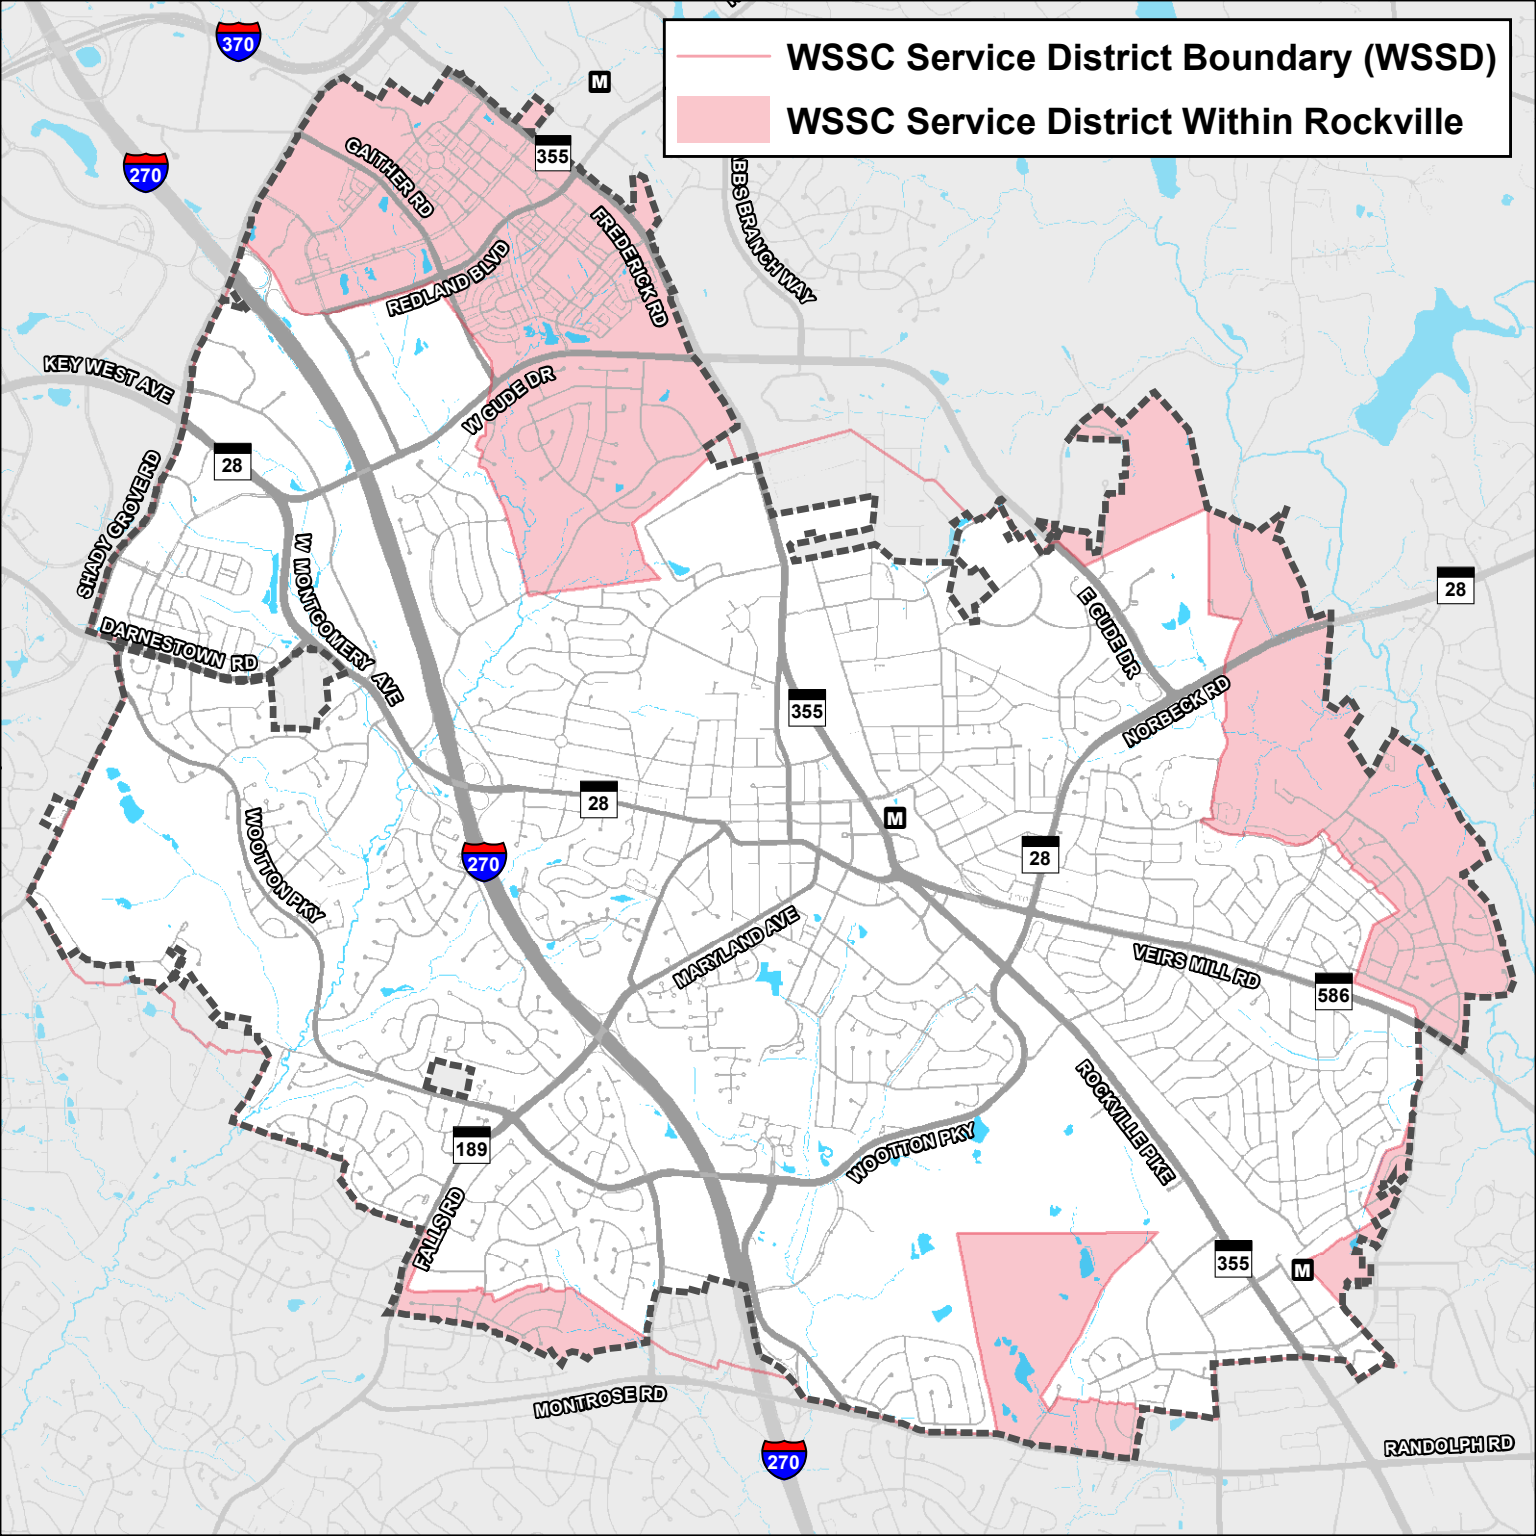 WSSC Service District Boundary (WSSD)
WSSC Service District Within Rockville
370
M
270
355
GAITHER RD
FREDERICK RD
REDLAND BLVD
KEY WEST AVE
W GUDE DR
28
SHADY GROVE RD
W MONTGOMERY AVE
DARNESTOWN RD
28
E GUDE DR
NORBECK RD
355
28
M
28
270
WOOTTON PKY
MARYLAND AVE
VEIRS MILL RD
586
ROCKVILLE PIKE
189
WOOTTON PKY
FALLS RD
355
M
MONTROSE RD
270
RANDOLPH RD
BRANCH WAY